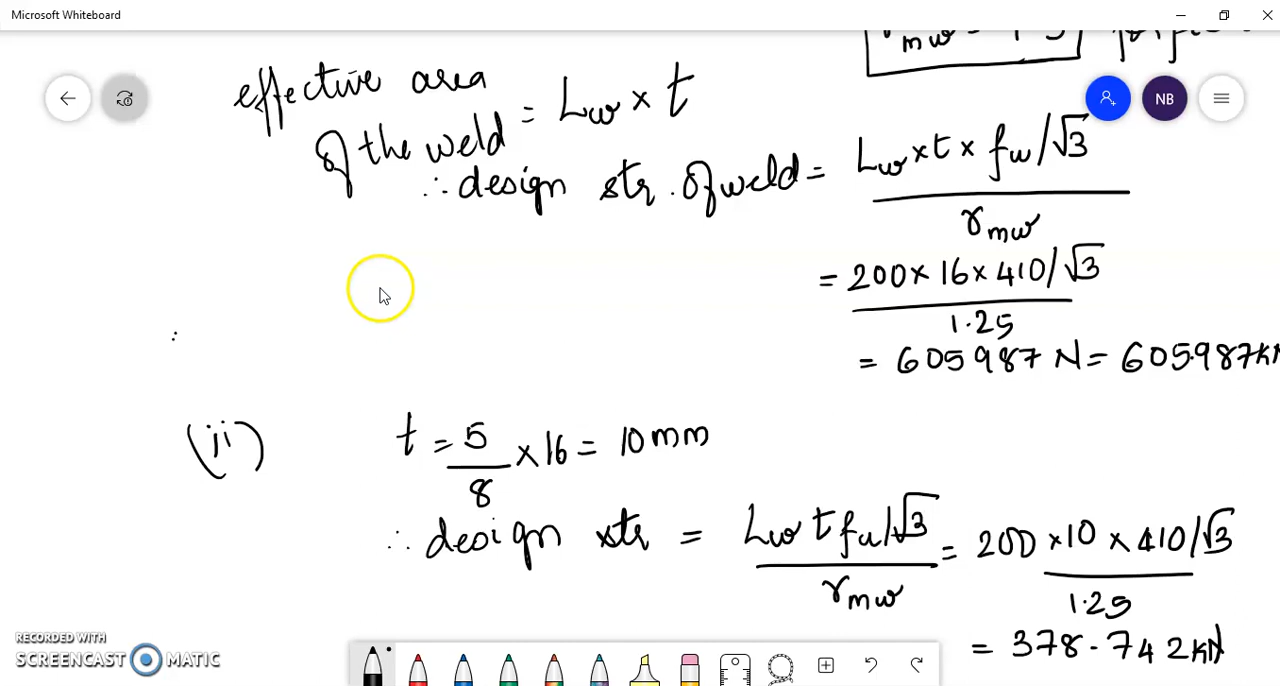 Microsoft Whiteboard
effective area
of the weld = Lw × t
NB
∴ design str. of weld = Lw × t × fu/√3
γmw
= 200 × 16 × 410/√3
1.25
= 605987 N = 605.987 kN
(ii) t = 5/8 × 16 = 10 mm
∴ design str = Lw t fu/√3 / γmw = 200 × 10 × 410/√3
1.25
= 378.742 kN
RECORDED WITH
SCREENCAST MATIC